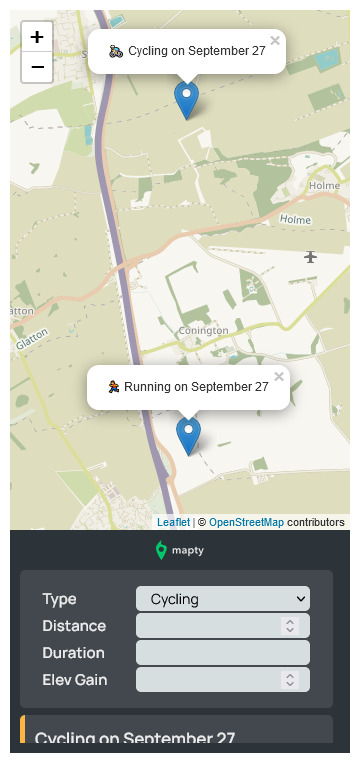 +
−
🚴 Cycling on September 27
×
Holme
Holme
atton
Glatton
Conington
🏃 Running on September 27
×
Leaflet | © OpenStreetMap contributors
mapty
Type
Cycling
Distance
Duration
Elev Gain
Cycling on September 27